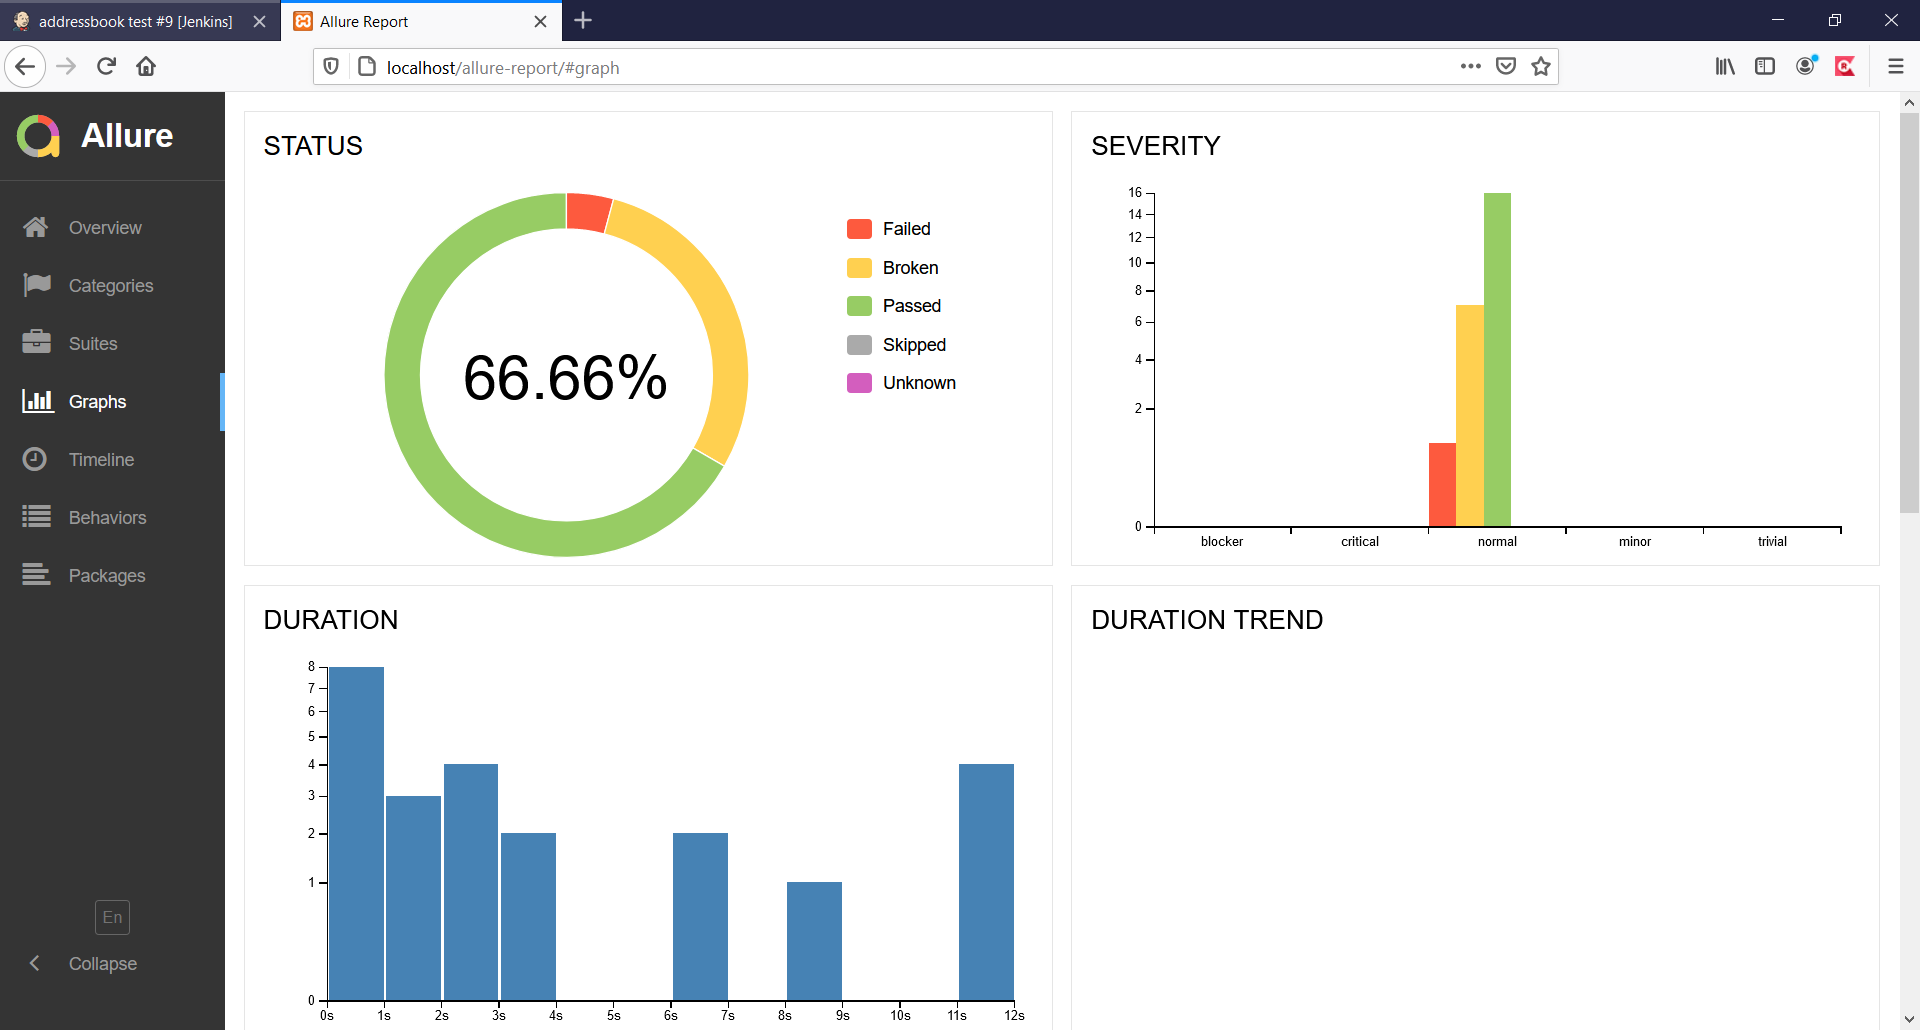 addressbook test #9 [Jenkins]
Allure Report
localhost/allure-report/#graph
Allure
Overview
Categories
Suites
Graphs
Timeline
Behaviors
Packages
En
Collapse
STATUS
66.66%
Failed
Broken
Passed
Skipped
Unknown
SEVERITY
16
14
12
10
8
6
4
2
0
blocker critical normal minor trivial
DURATION
8
7
6
5
4
3
2
1
0
0s 1s 2s 3s 4s 5s 6s 7s 8s 9s 10s 11s 12s
DURATION TREND